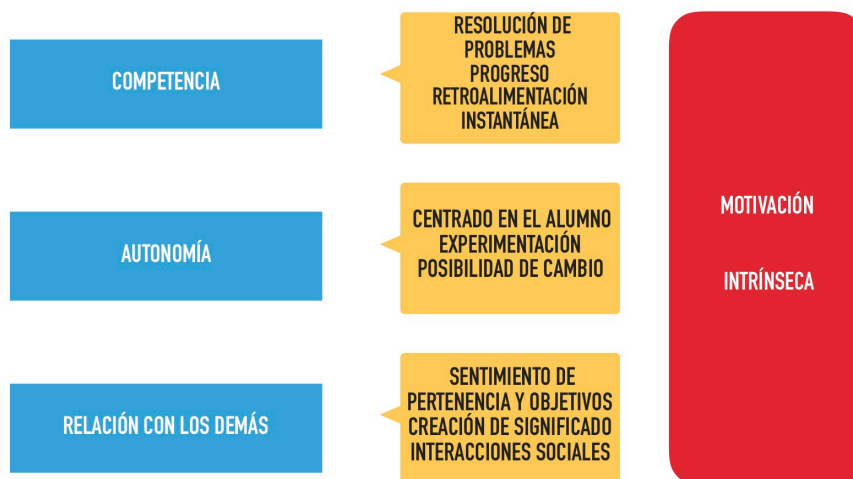 COMPETENCIA
RESOLUCIÓN DE
PROBLEMAS
PROGRESO
RETROALIMENTACIÓN
INSTANTÁNEA
AUTONOMÍA
CENTRADO EN EL ALUMNO
EXPERIMENTACIÓN
POSIBILIDAD DE CAMBIO
RELACIÓN CON LOS DEMÁS
SENTIMIENTO DE
PERTENENCIA Y OBJETIVOS
CREACIÓN DE SIGNIFICADO
INTERACCIONES SOCIALES
MOTIVACIÓN
INTRÍNSECA